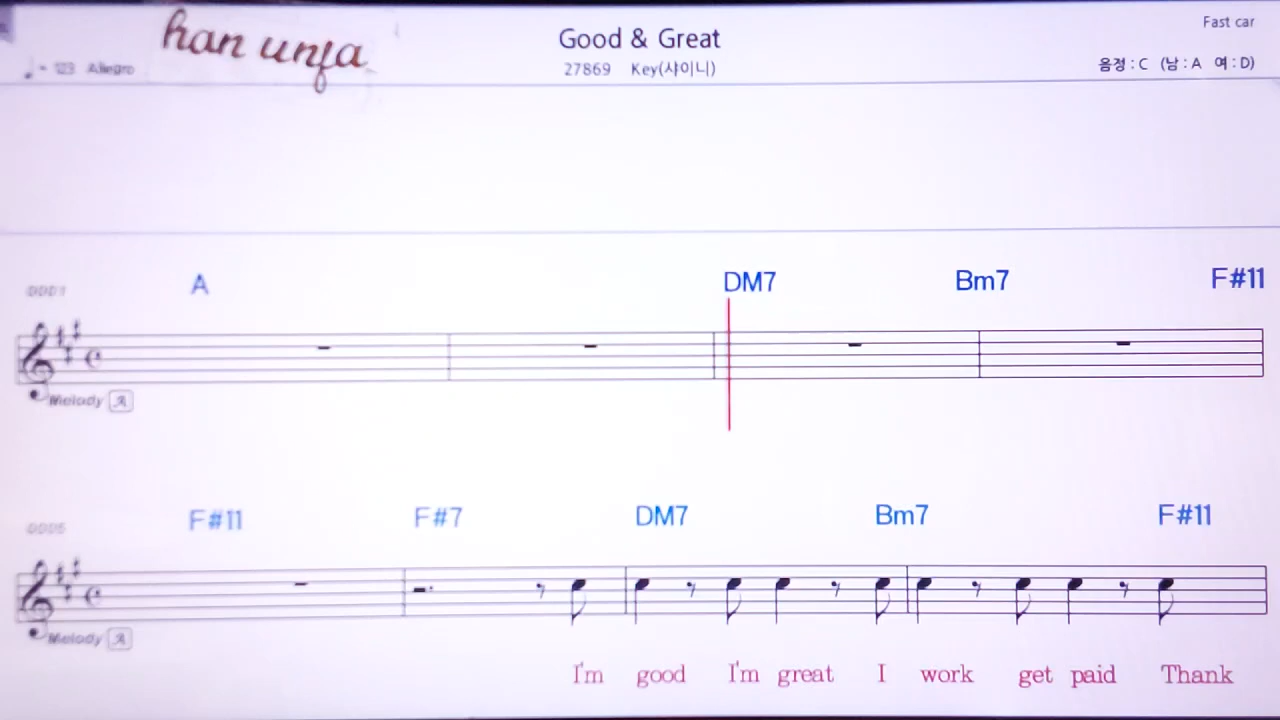 han unfa
Good & Great
Fast car
= 123 Allegro
27869 Key(샤이니)
음정 : C (남 : A 여 : D)
A DM7 Bm7 F#11
0001
Melody A
F#11 F#7 DM7 Bm7 F#11
0005
Melody A
I'm good I'm great I work get paid Thank